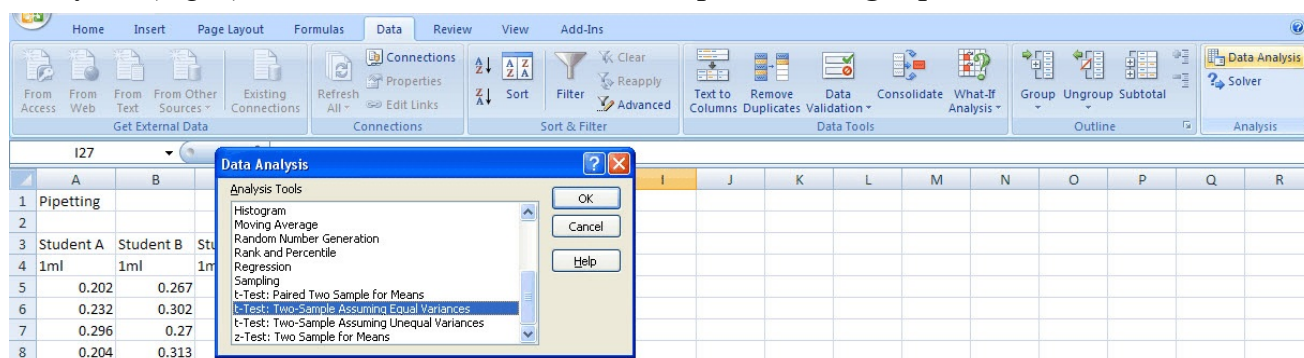 Home Insert Page Layout Formulas Data Review View Add-Ins
From Access From Web From Text From Other Sources Existing Connections
Get External Data
Refresh All Connections Properties Edit Links
Connections
Sort Filter Clear Reapply Advanced
Sort & Filter
Text to Columns Remove Duplicates Data Validation Consolidate What-If Analysis
Data Tools
Group Ungroup Subtotal
Outline
Data Analysis Solver
Analysis
I27
A B I J K L M N O P Q R
1 Pipetting
2
3 Student A Student B
4 1ml 1ml
5 0.202 0.267
6 0.232 0.302
7 0.296 0.27
8 0.204 0.313
Data Analysis
Analysis Tools
Histogram
Moving Average
Random Number Generation
Rank and Percentile
Regression
Sampling
t-Test: Paired Two Sample for Means
t-Test: Two-Sample Assuming Equal Variances
t-Test: Two-Sample Assuming Unequal Variances
z-Test: Two Sample for Means
OK
Cancel
Help